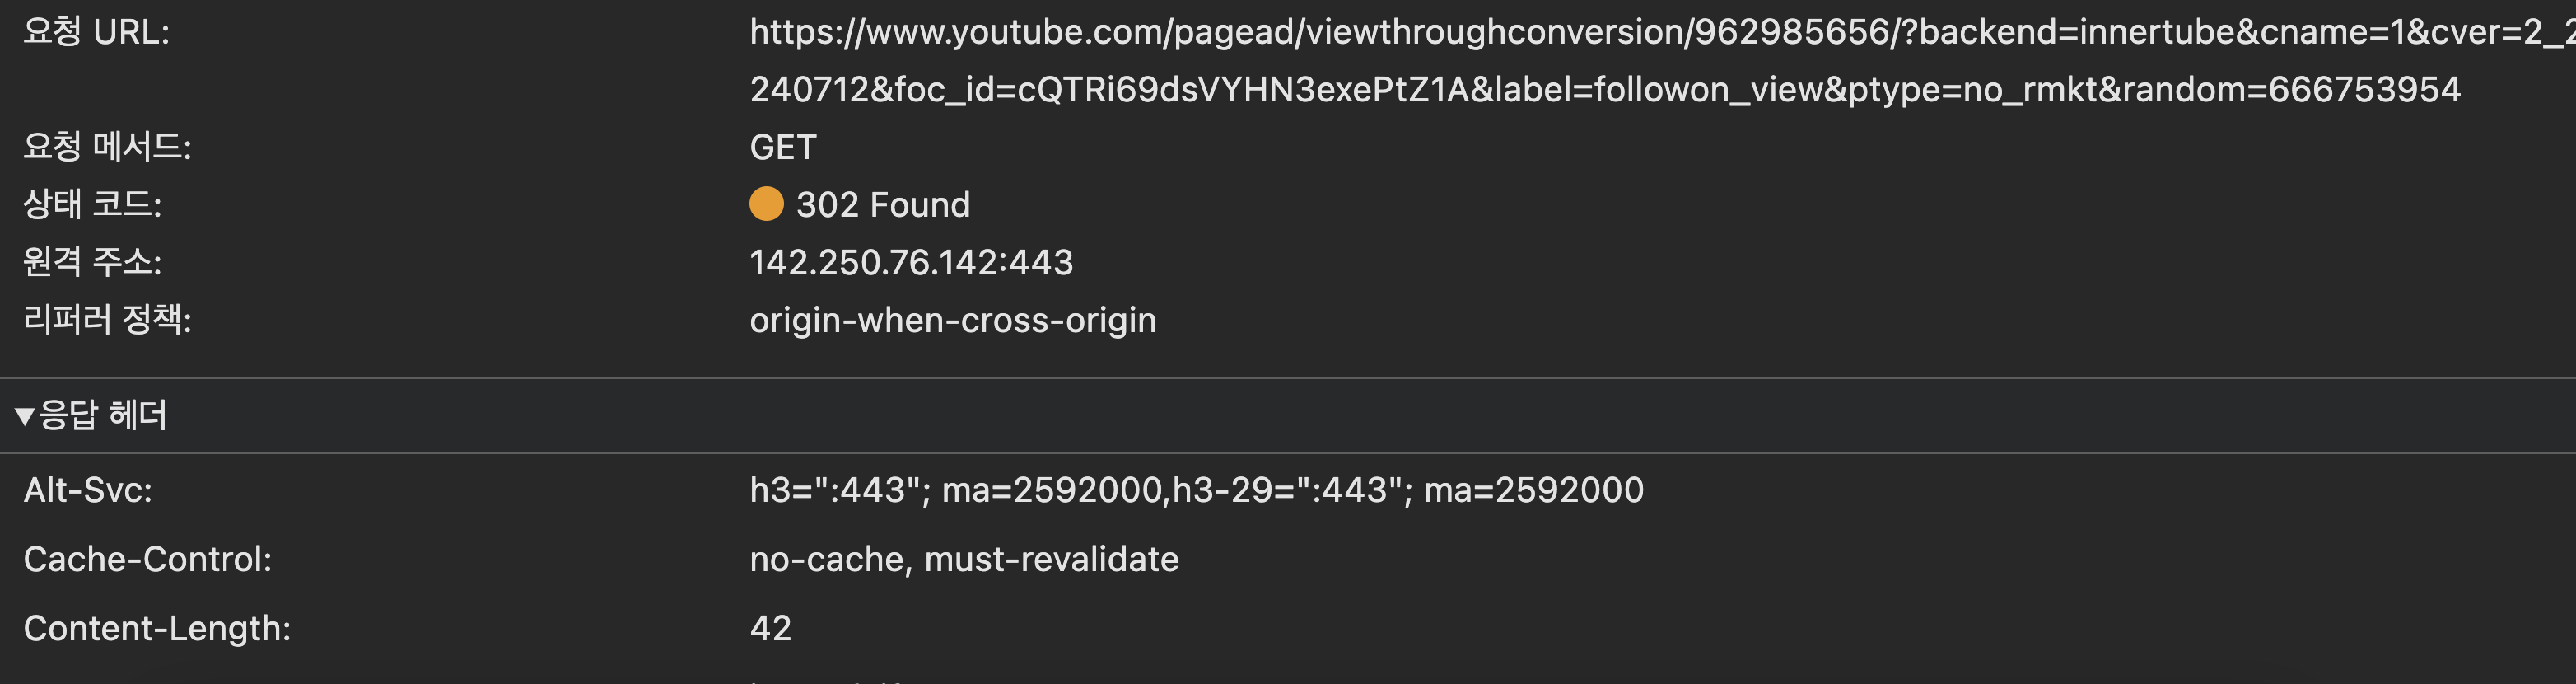 요청 URL: https://www.youtube.com/pagead/viewthroughconversion/962985656/?backend=innertube&cname=1&cver=2_2
240712&foc_id=cQTRi69dsVYHN3exePtZ1A&label=followon_view&ptype=no_rmkt&random=666753954
요청 메서드: GET
상태 코드: 302 Found
원격 주소: 142.250.76.142:443
리퍼러 정책: origin-when-cross-origin
▼응답 헤더
Alt-Svc: h3=":443"; ma=2592000,h3-29=":443"; ma=2592000
Cache-Control: no-cache, must-revalidate
Content-Length: 42